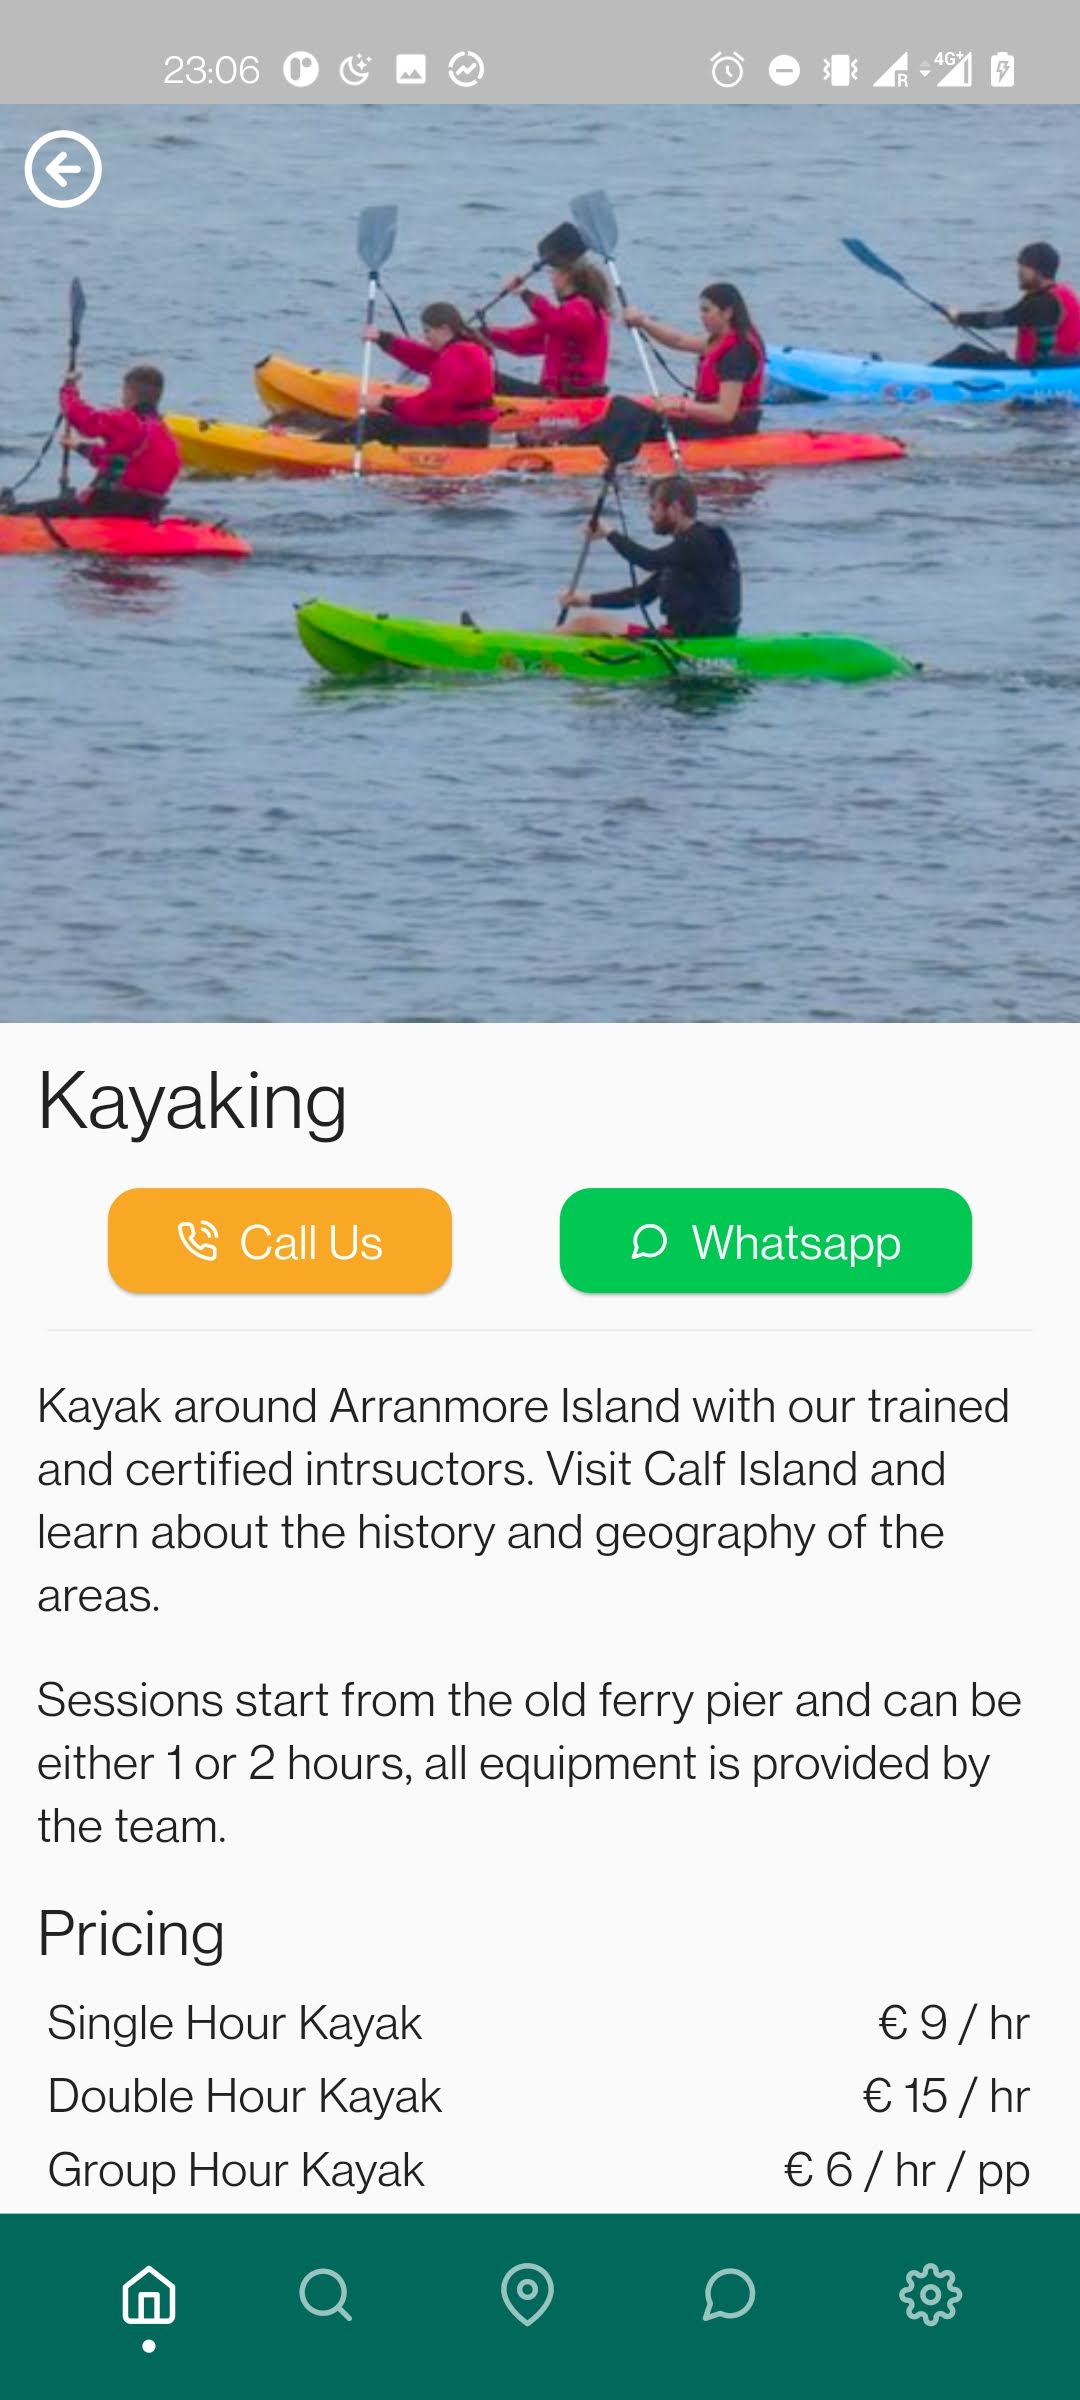 23:06
R
4G+
Kayaking
Call Us
Whatsapp
Kayak around Arranmore Island with our trained
and certified intrsuctors. Visit Calf Island and
learn about the history and geography of the
areas.
Sessions start from the old ferry pier and can be
either 1 or 2 hours, all equipment is provided by
the team.
Pricing
Single Hour Kayak € 9 / hr
Double Hour Kayak € 15 / hr
Group Hour Kayak € 6 / hr / pp